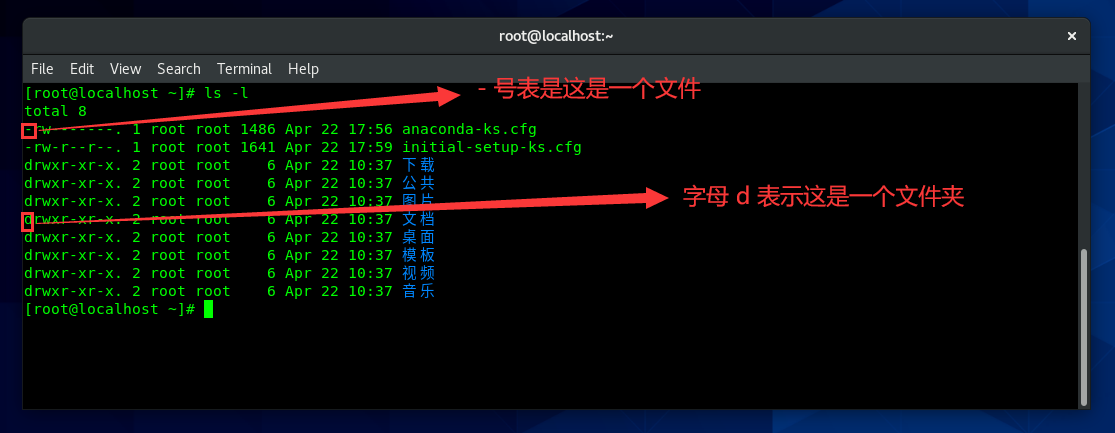 root@localhost:~
×
File Edit View Search Terminal Help
[root@localhost ~]# ls -l
- 号表是这是一个文件
total 8
-rw-------. 1 root root 1486 Apr 22 17:56 anaconda-ks.cfg
-rw-r--r--. 1 root root 1641 Apr 22 17:59 initial-setup-ks.cfg
drwxr-xr-x. 2 root root 6 Apr 22 10:37 下载
drwxr-xr-x. 2 root root 6 Apr 22 10:37 公共
drwxr-xr-x. 2 root root 6 Apr 22 10:37 图片
字母 d 表示这是一个文件夹
drwxr-xr-x. 2 root root 6 Apr 22 10:37 文档
drwxr-xr-x. 2 root root 6 Apr 22 10:37 桌面
drwxr-xr-x. 2 root root 6 Apr 22 10:37 模板
drwxr-xr-x. 2 root root 6 Apr 22 10:37 视频
drwxr-xr-x. 2 root root 6 Apr 22 10:37 音乐
[root@localhost ~]#